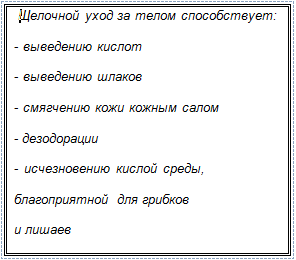 Щелочной уход за телом способствует:
- выведению кислот
- выведению шлаков
- смягчению кожи кожным салом
- дезодорации
- исчезновению кислой среды,
благоприятной для грибков
и лишаев